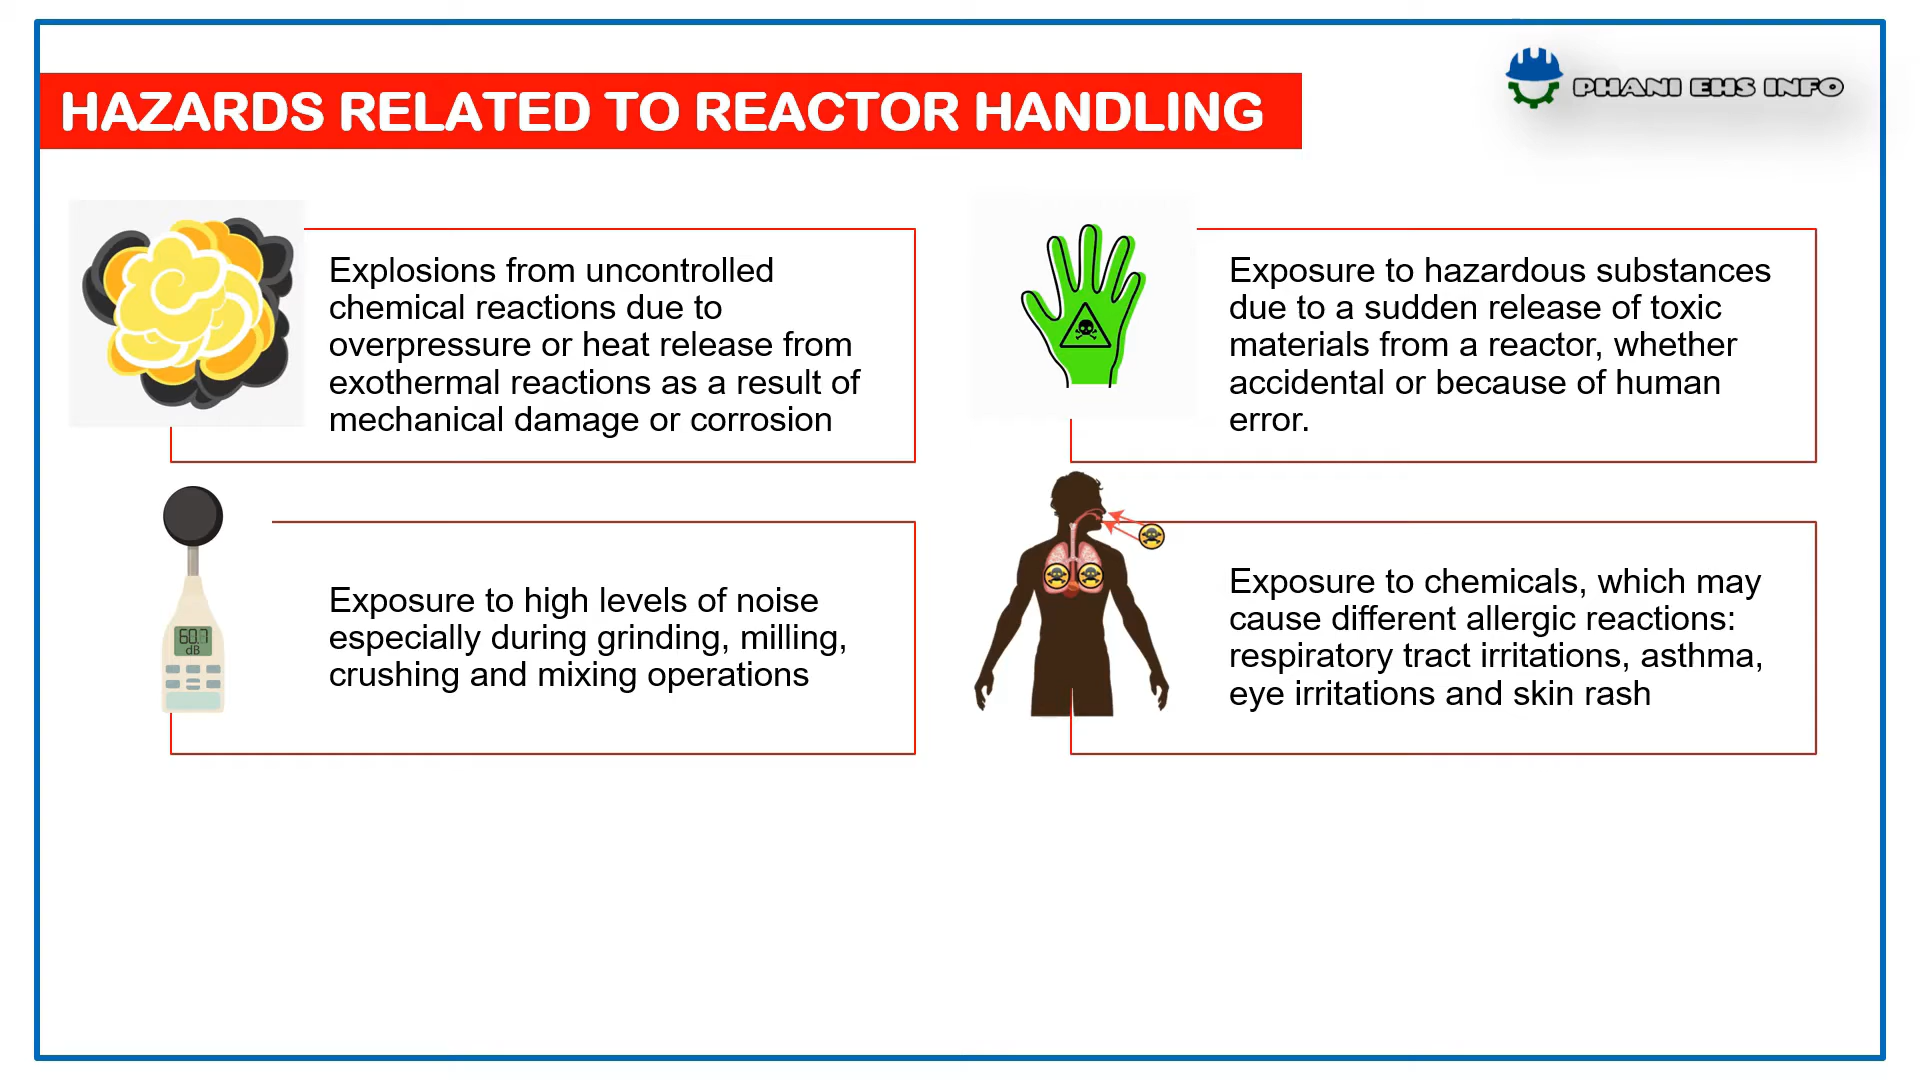 HAZARDS RELATED TO REACTOR HANDLING
PHANI EHS INFO
Explosions from uncontrolled
chemical reactions due to
overpressure or heat release from
exothermal reactions as a result of
mechanical damage or corrosion
Exposure to hazardous substances
due to a sudden release of toxic
materials from a reactor, whether
accidental or because of human
error.
60.7
dB
Exposure to high levels of noise
especially during grinding, milling,
crushing and mixing operations
Exposure to chemicals, which may
cause different allergic reactions:
respiratory tract irritations, asthma,
eye irritations and skin rash